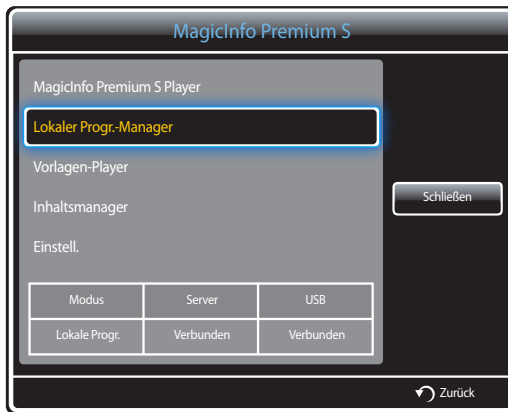 MagicInfo Premium S
MagicInfo Premium S Player
Lokaler Progr.-Manager
Vorlagen-Player
Inhaltsmanager
Einstell.
Schließen
Modus Server USB
Lokale Progr. Verbunden Verbunden
Zurück